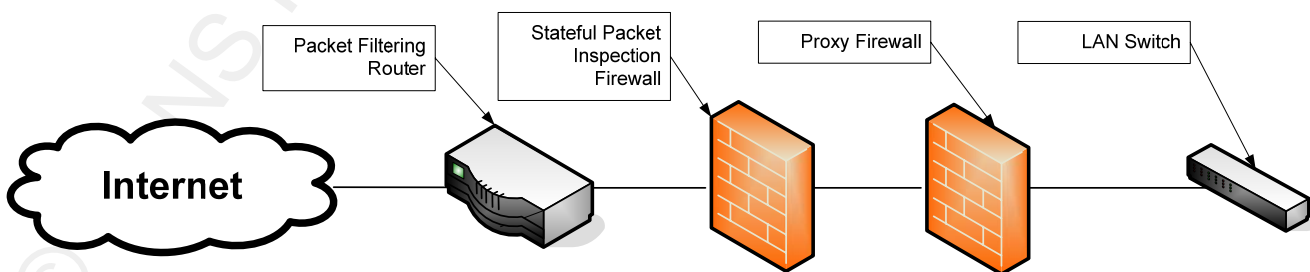 Packet Filtering
Router
Stateful Packet
Inspection
Firewall
Proxy Firewall
LAN Switch
Internet